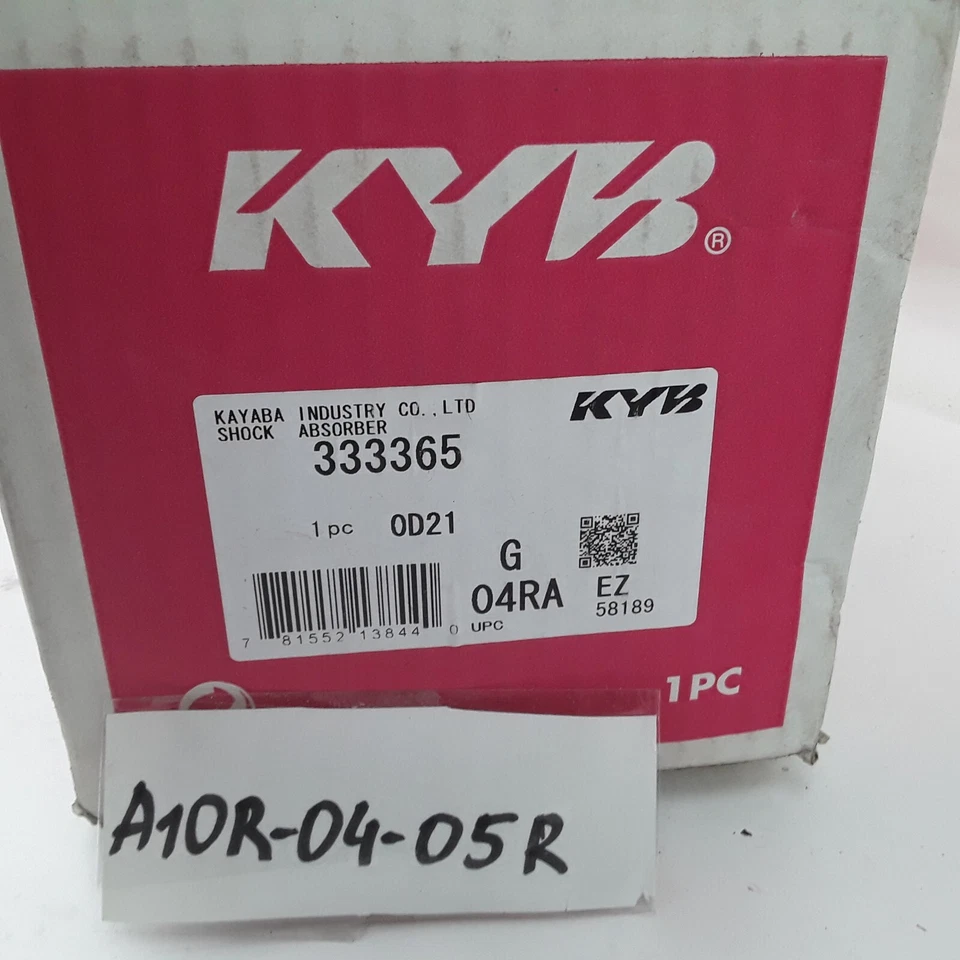 KYB®
KAYABA INDUSTRY CO.,LTD
SHOCK ABSORBER
KYB
333365
1pc 0D21
G
04RA
EZ
58189
7 81552 13844 0
UPC
1PC
A10R-04-05R